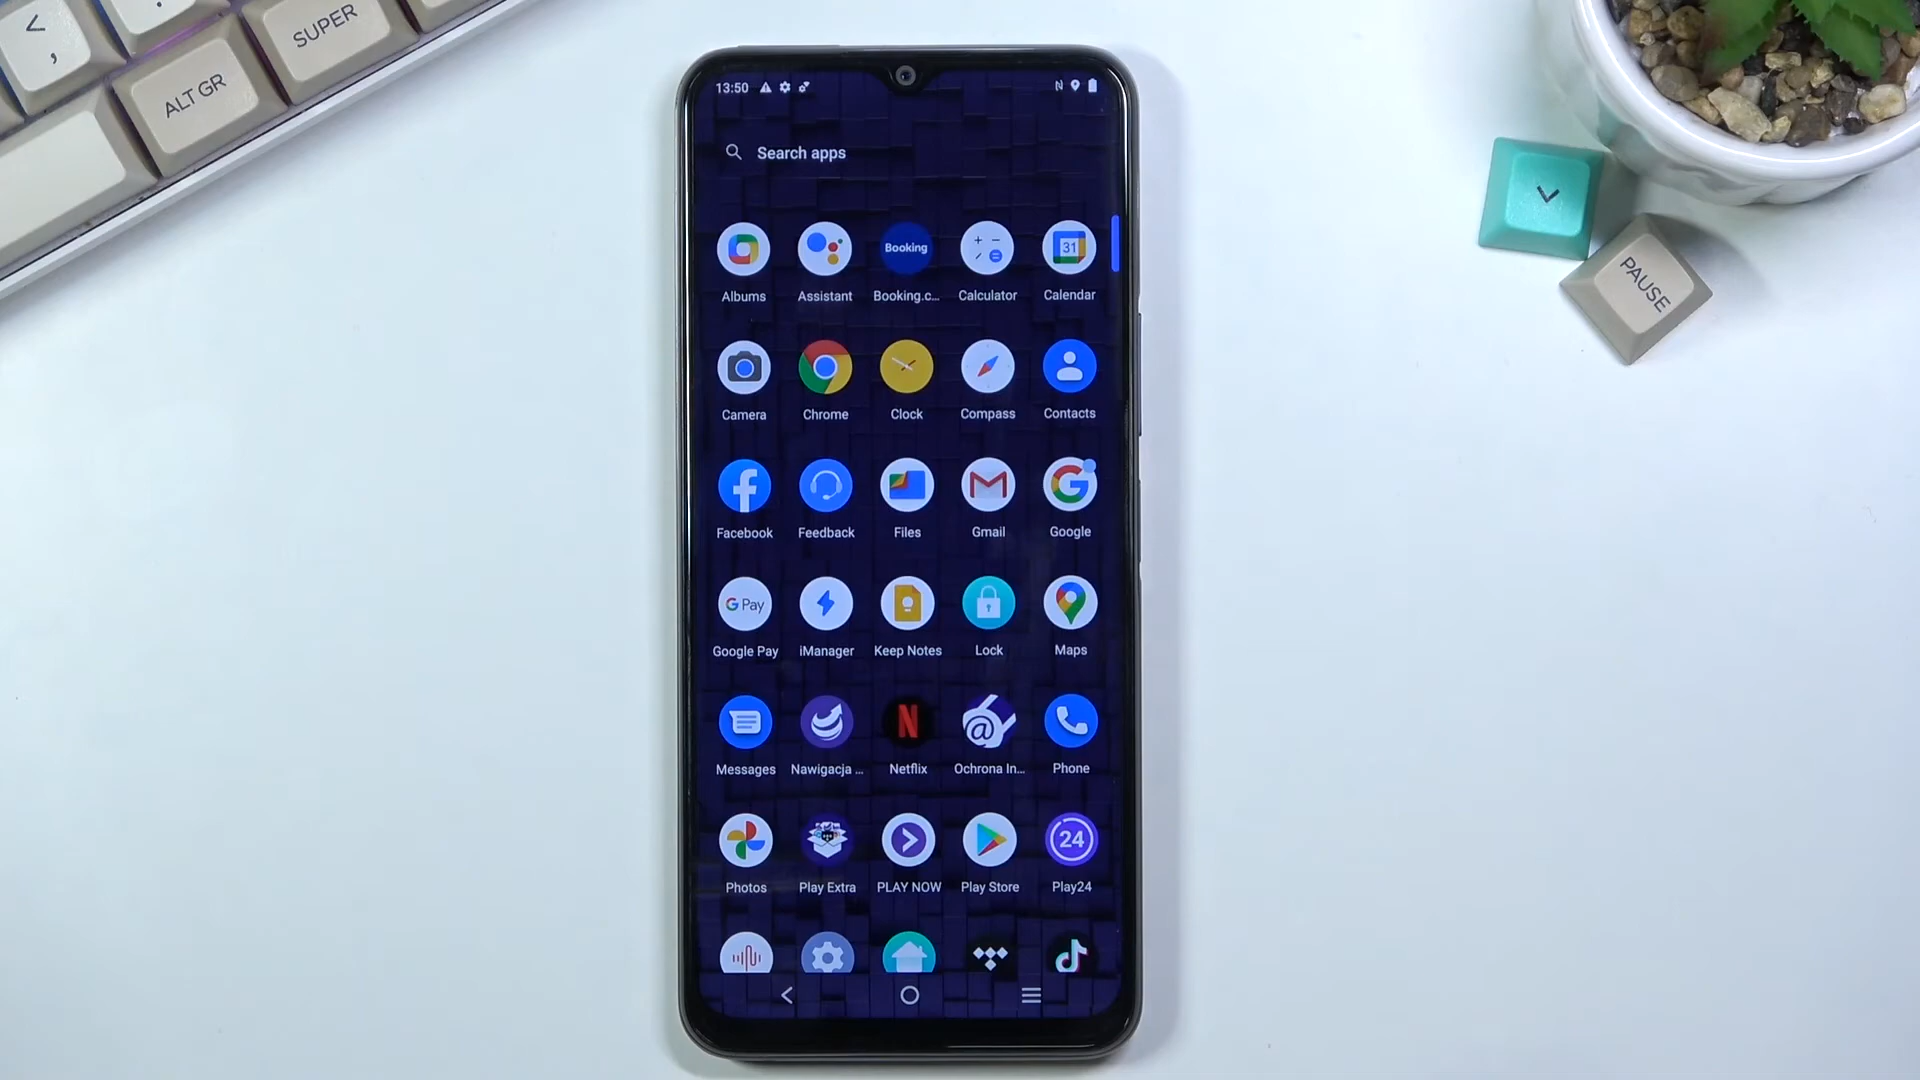 <
,
ALT GR
SUPER
PAUSE
13:50
N
Search apps
Booking
31
Albums Assistant Booking.c... Calculator Calendar
Camera Chrome Clock Compass Contacts
Facebook Feedback Files Gmail Google
G Pay
Google Pay iManager Keep Notes Lock Maps
N @
Messages Nawigacja ... Netflix Ochrona In... Phone
24
Photos Play Extra PLAY NOW Play Store Play24